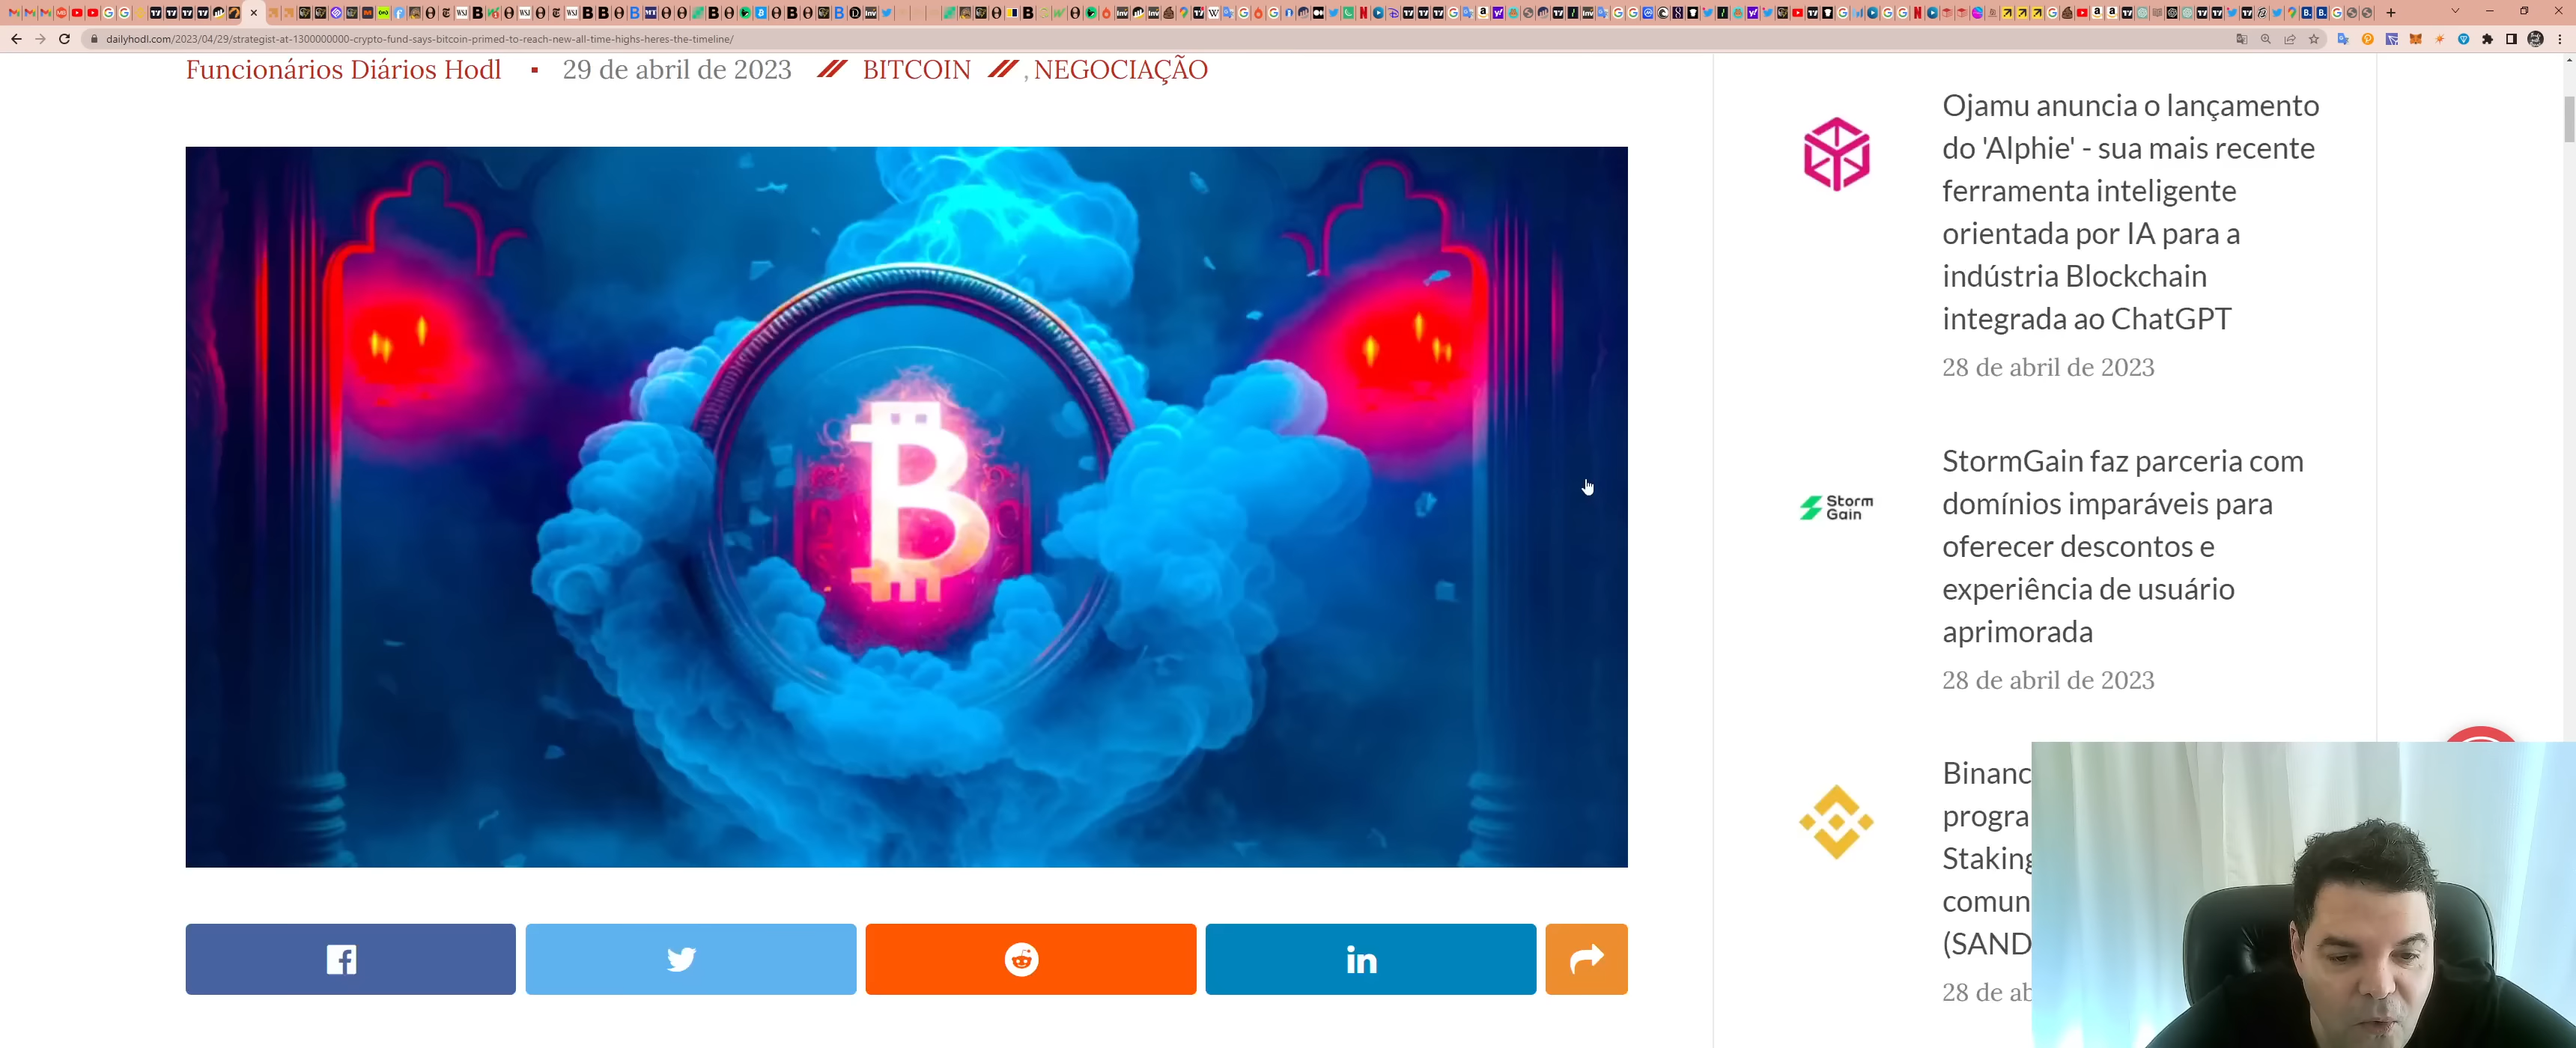 dailyhodl.com/2023/04/29/strategist-at-1300000000-crypto-fund-says-bitcoin-primed-to-reach-new-all-time-highs-heres-the-timeline/
Funcionários Diários Hodl ▪ 29 de abril de 2023 // BITCOIN // , NEGOCIAÇÃO
Ojamu anuncia o lançamento
do 'Alphie' - sua mais recente
ferramenta inteligente
orientada por IA para a
indústria Blockchain
integrada ao ChatGPT
28 de abril de 2023
Storm
Gain
StormGain faz parceria com
domínios imparáveis para
oferecer descontos e
experiência de usuário
aprimorada
28 de abril de 2023
Binanc
progra
Staking
comun
(SAND
28 de ab